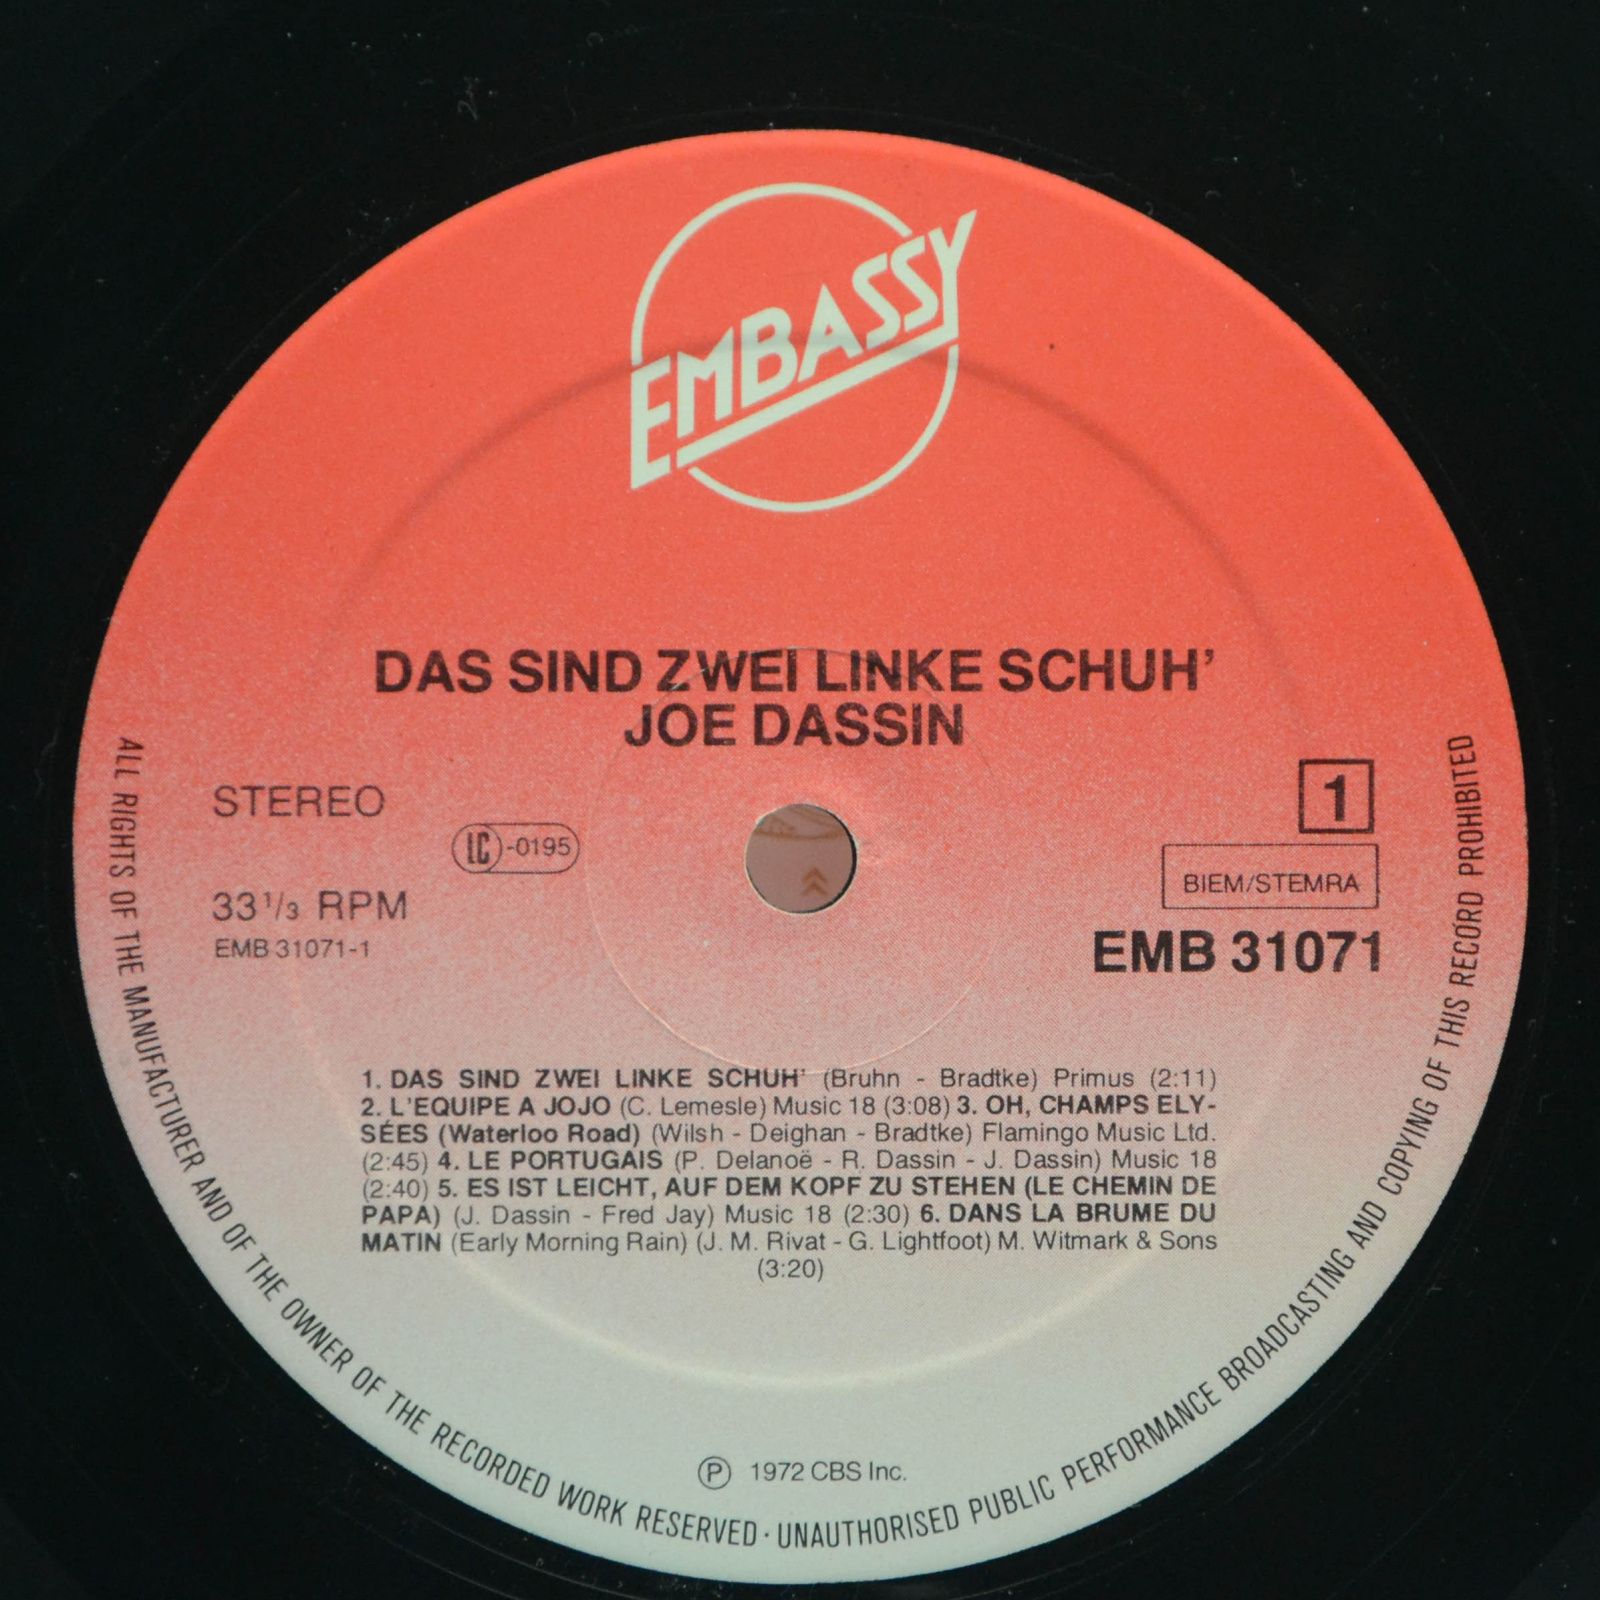 EMBASSY
DAS SIND ZWEI LINKE SCHUH'
JOE DASSIN
STEREO
LC-0195
33 1/3 RPM
EMB 31071-1
1
BIEM/STEMRA
EMB 31071
1. DAS SIND ZWEI LINKE SCHUH' (Bruhn - Bradtke) Primus (2:11)
2. L'EQUIPE A JOJO (C. Lemesle) Music 18 (3:08) 3. OH, CHAMPS ELY-
SÉES (Waterloo Road) (Wilsh - Deighan - Bradtke) Flamingo Music Ltd.
(2:45) 4. LE PORTUGAIS (P. Delanoë - R. Dassin - J. Dassin) Music 18
(2:40) 5. ES IST LEICHT, AUF DEM KOPF ZU STEHEN (LE CHEMIN DE
PAPA) (J. Dassin - Fred Jay) Music 18 (2:30) 6. DANS LA BRUME DU
MATIN (Early Morning Rain) (J. M. Rivat - G. Lightfoot) M. Witmark & Sons
(3:20)
Ⓟ 1972 CBS Inc.
ALL RIGHTS OF THE MANUFACTURER AND OF THE OWNER OF THE RECORDED WORK RESERVED · UNAUTHORISED PUBLIC PERFORMANCE BROADCASTING AND COPYING OF THIS RECORD PROHIBITED